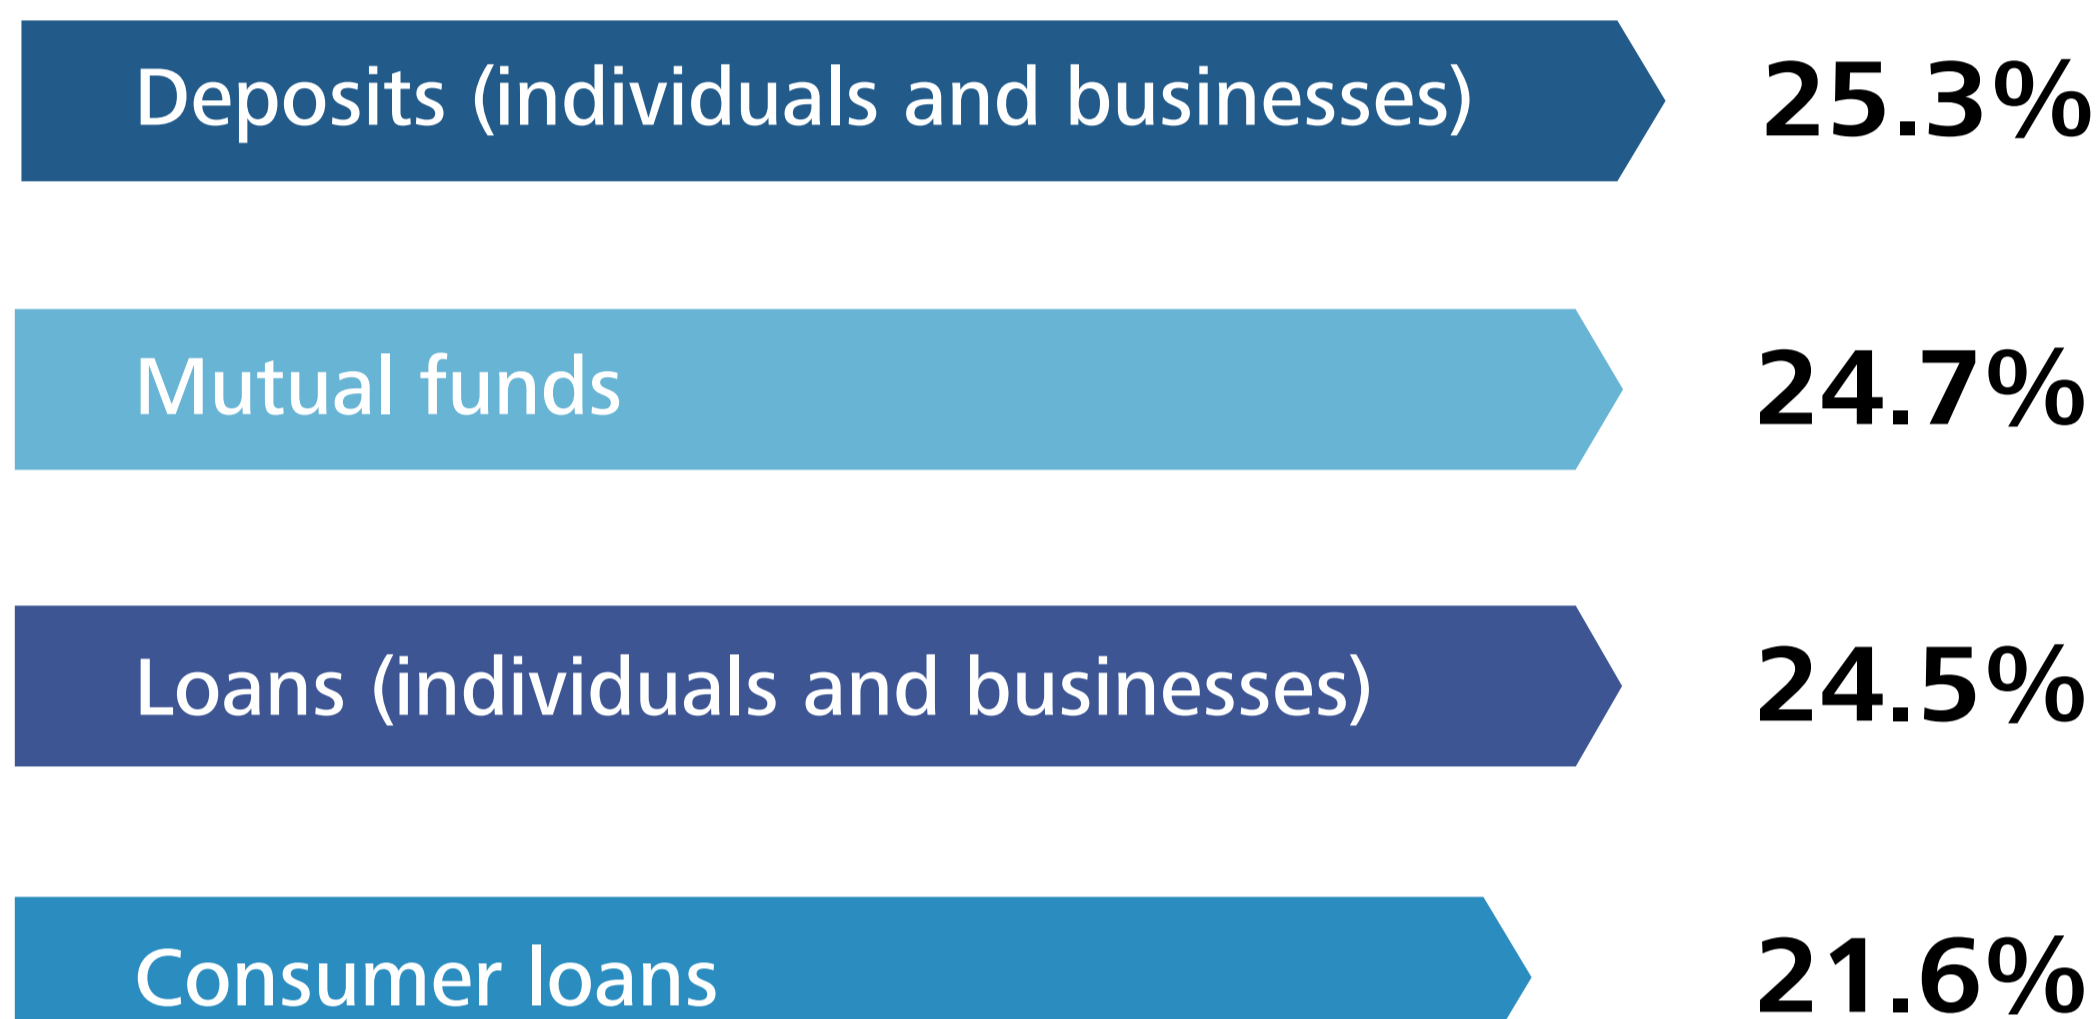 Deposits (individuals and businesses) 25.3%
Mutual funds 24.7%
Loans (individuals and businesses) 24.5%
Consumer loans 21.6%